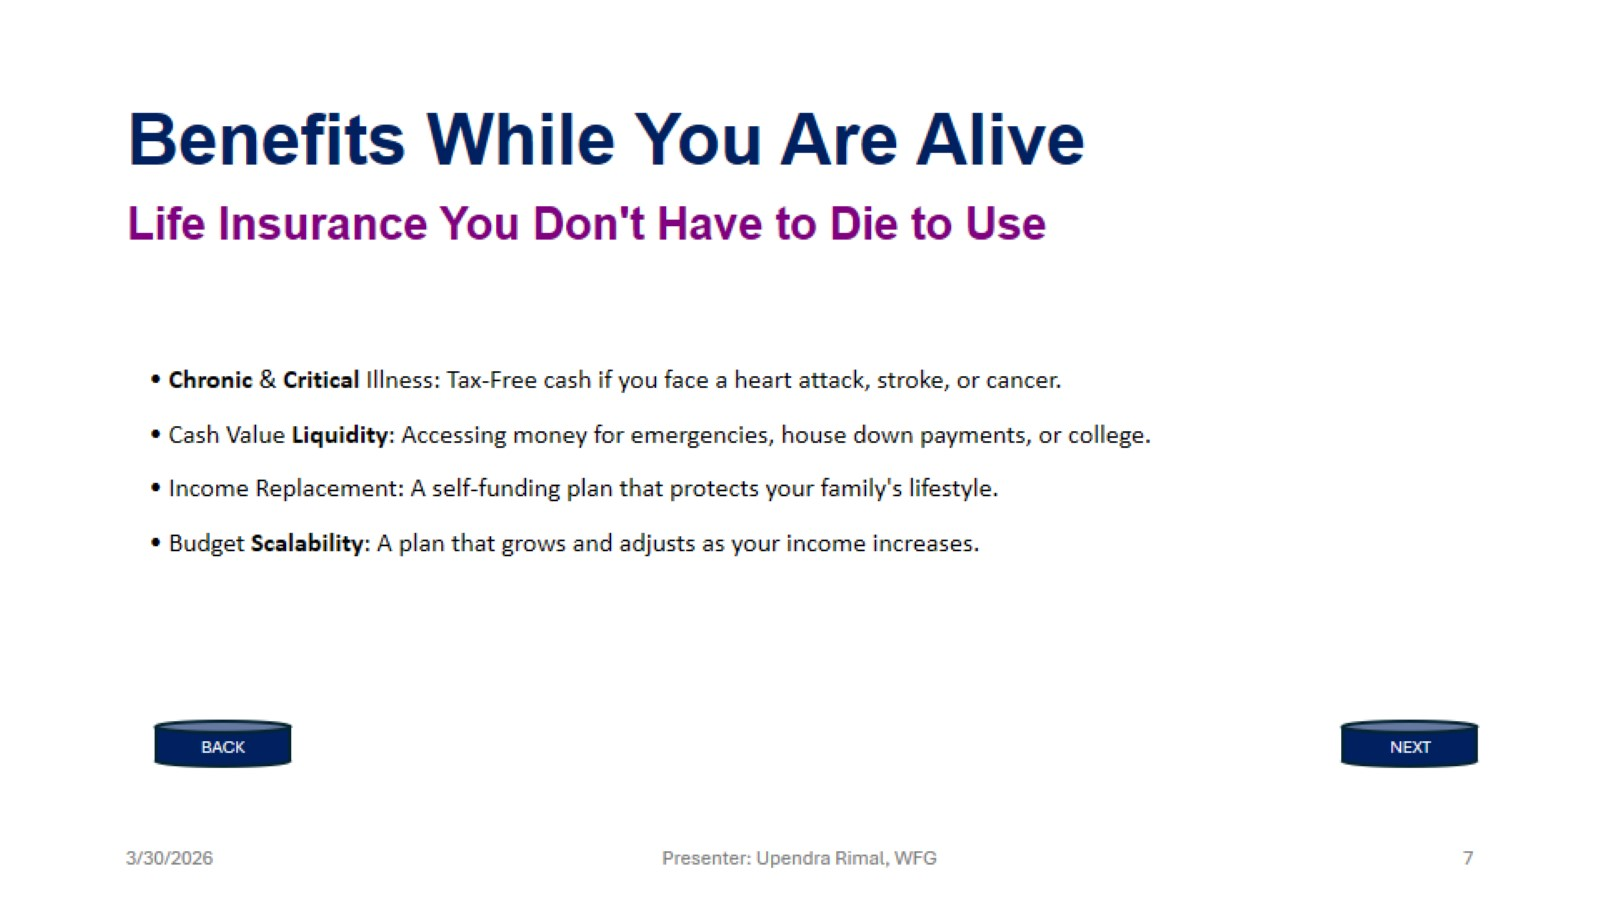 Benefits While You Are Alive
Life Insurance You Don't Have to Die to Use
• Chronic & Critical Illness: Tax-Free cash if you face a heart attack, stroke, or cancer.
• Cash Value Liquidity: Accessing money for emergencies, house down payments, or college.
• Income Replacement: A self-funding plan that protects your family's lifestyle.
• Budget Scalability: A plan that grows and adjusts as your income increases.
BACK
NEXT
3/30/2026
Presenter: Upendra Rimal, WFG
7